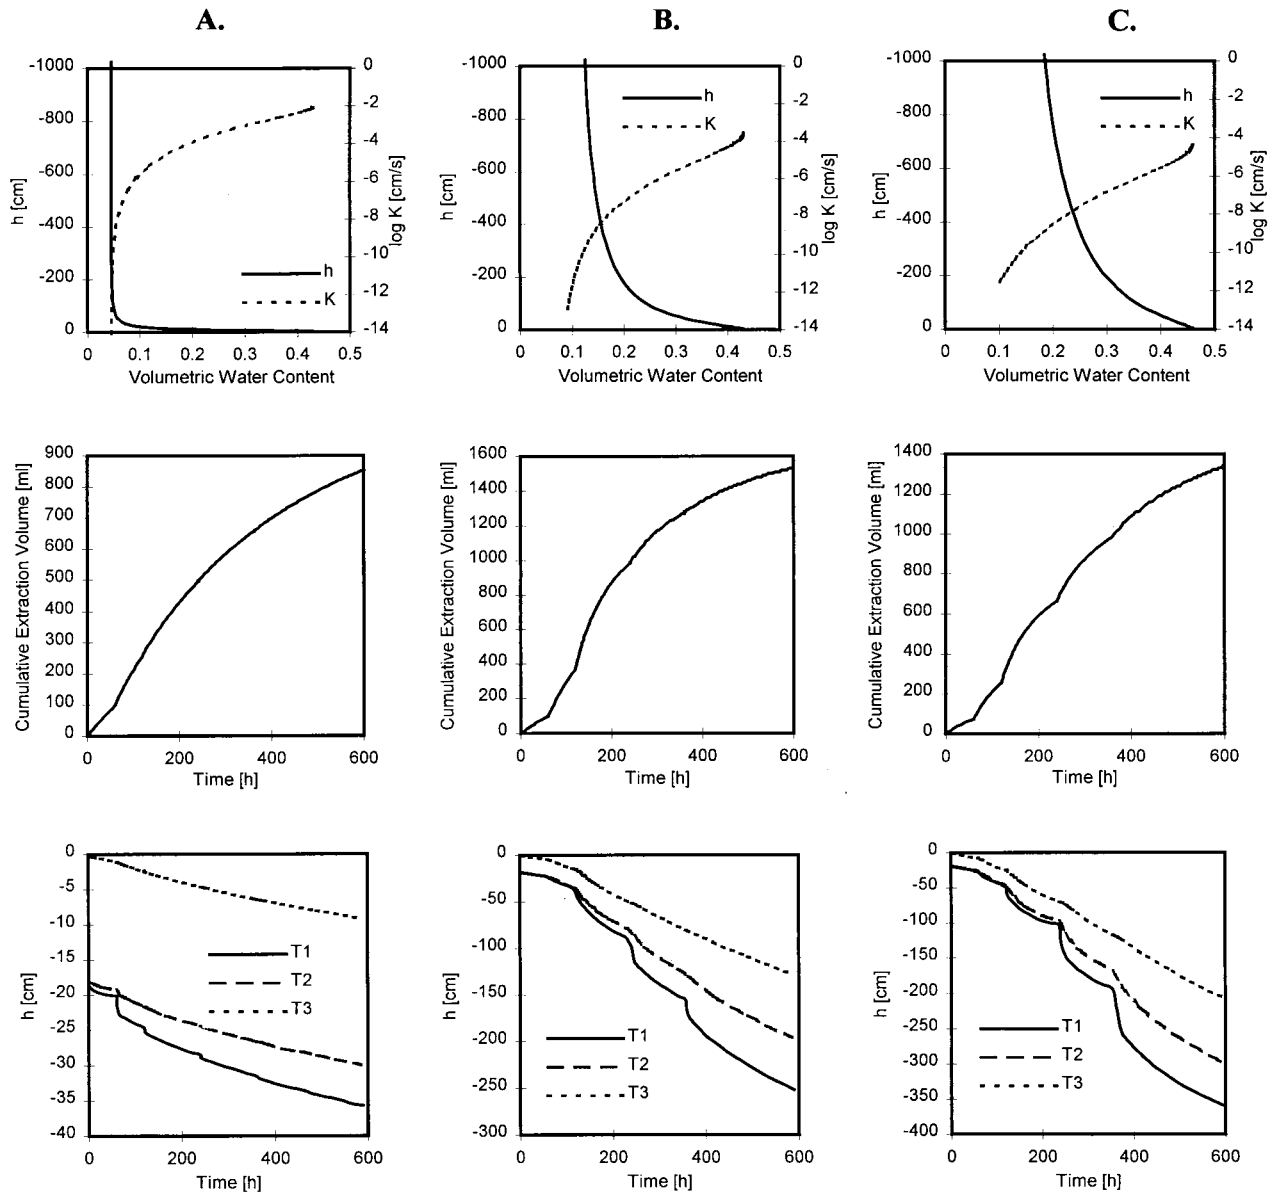 A.
B.
C.
-1000
-800
-600
-400
-200
0
h [cm]
0
-2
-4
-6
-8
-10
-12
-14
log K [cm/s]
h
K
0 0.1 0.2 0.3 0.4 0.5
Volumetric Water Content
-1000
-800
-600
-400
-200
0
h [cm]
0
-2
-4
-6
-8
-10
-12
-14
log K [cm/s]
h
K
0 0.1 0.2 0.3 0.4 0.5
Volumetric Water Content
-1000
-800
-600
-400
-200
0
h [cm]
0
-2
-4
-6
-8
-10
-12
-14
log K [cm/s]
h
K
0 0.1 0.2 0.3 0.4 0.5
Volumetric Water Content
900
800
700
600
500
400
300
200
100
0
Cumulative Extraction Volume [ml]
0 200 400 600
Time [h]
1600
1400
1200
1000
800
600
400
200
0
Cumulative Extraction Volume [ml]
0 200 400 600
Time [h]
1400
1200
1000
800
600
400
200
0
Cumulative Extraction Volume [ml]
0 200 400 600
Time [h]
0
-5
-10
-15
-20
-25
-30
-35
-40
h [cm]
T1
T2
T3
0 200 400 600
Time [h]
0
-50
-100
-150
-200
-250
-300
h [cm]
T1
T2
T3
0 200 400 600
Time [h]
0
-50
-100
-150
-200
-250
-300
-350
-400
h [cm]
T1
T2
T3
0 200 400 600
Time [h]